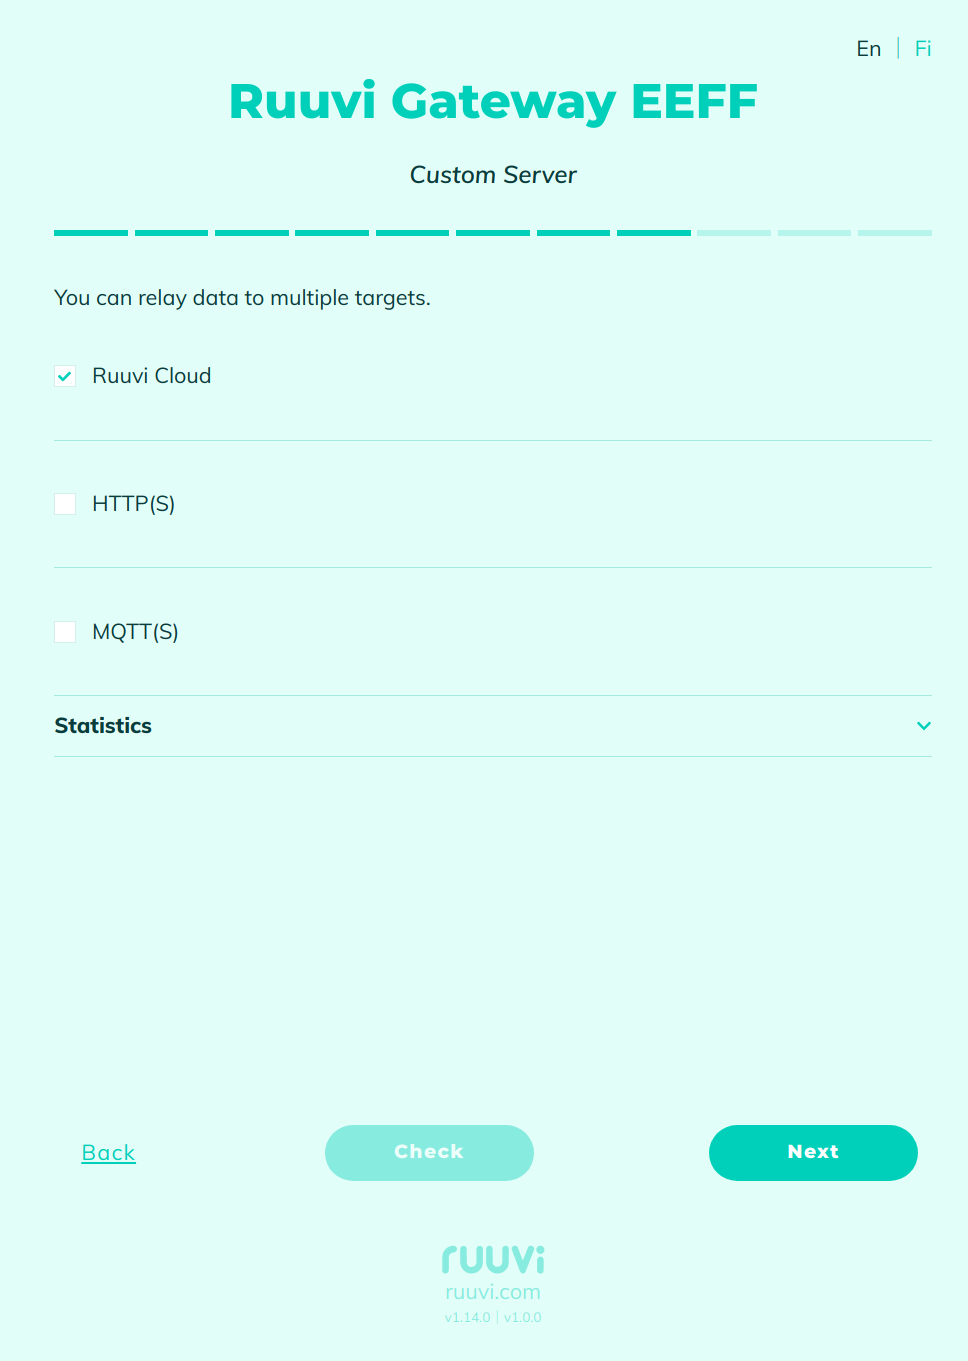 En | Fi
Ruuvi Gateway EEFF
Custom Server
You can relay data to multiple targets.
Ruuvi Cloud
HTTP(S)
MQTT(S)
Statistics
Back
Check
Next
ruuvi
ruuvi.com
v1.14.0 | v1.0.0